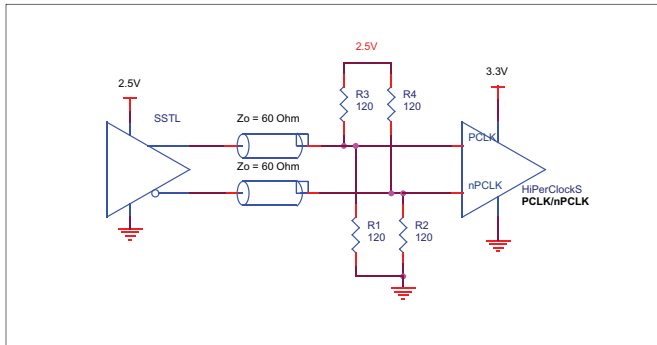 2.5V
2.5V
3.3V
SSTL
R3
120
R4
120
Zo = 60 Ohm
PCLK
Zo = 60 Ohm
nPCLK
HiPerClockS
PCLK/nPCLK
R1
120
R2
120